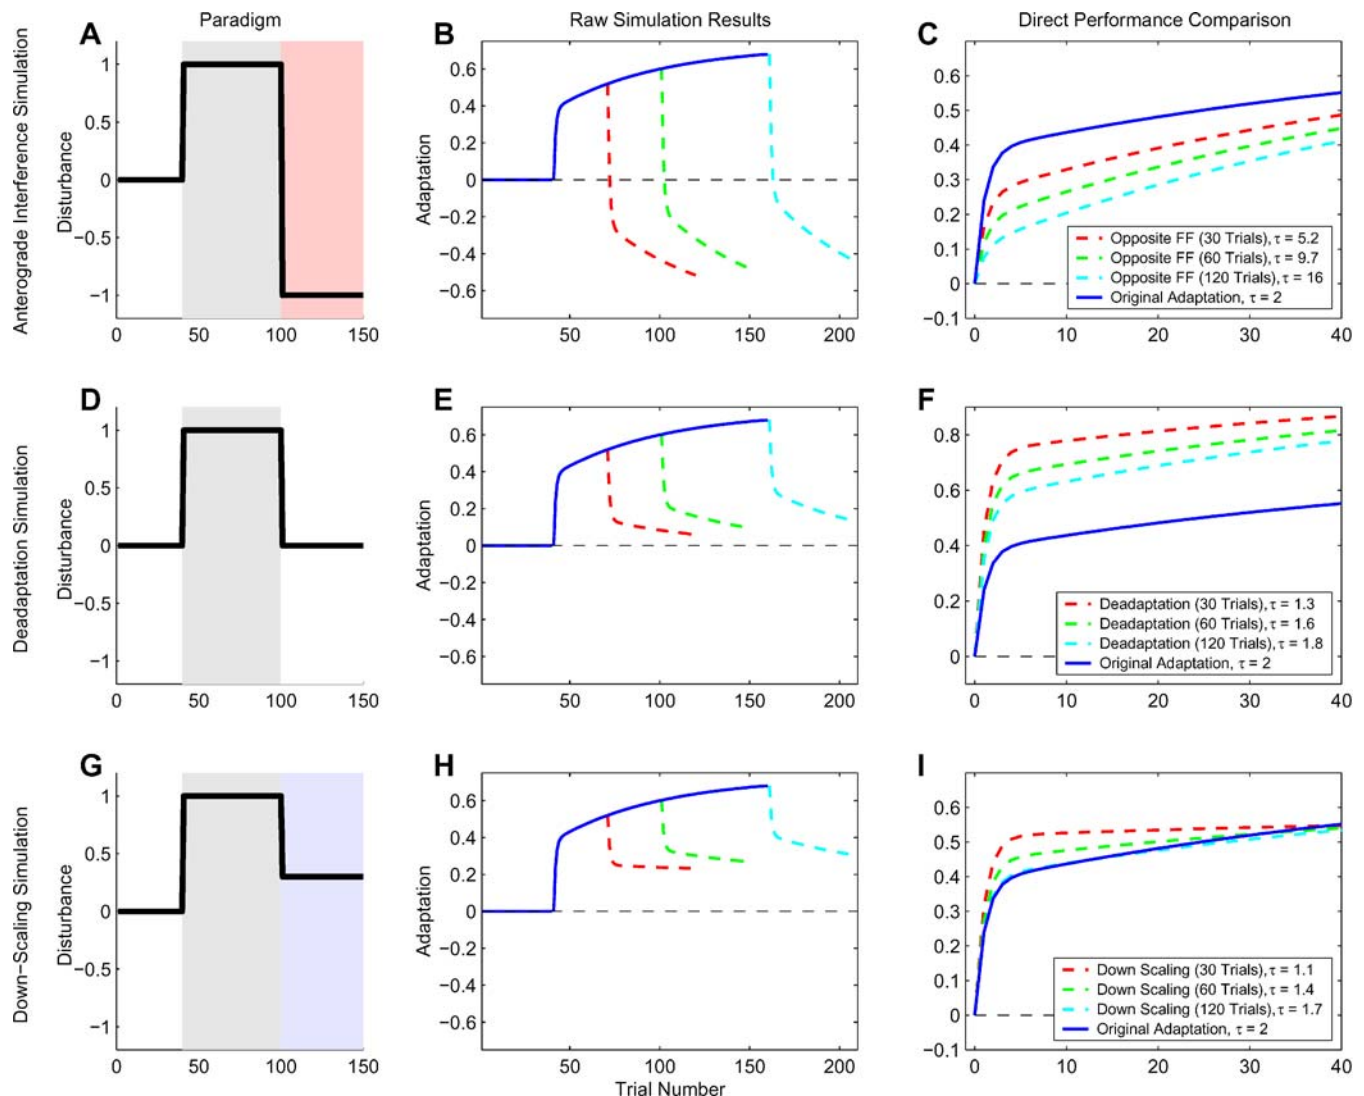 Paradigm
Raw Simulation Results
Direct Performance Comparison
Anterograde Interference Simulation
A
Disturbance
1
0.5
0
−0.5
−1
0
50
100
150
B
Adaptation
0.6
0.4
0.2
0
−0.2
−0.4
−0.6
50
100
150
200
C
0.6
0.5
0.4
0.3
0.2
0.1
0
−0.1
0
10
20
30
40
Opposite FF (30 Trials), τ = 5.2
Opposite FF (60 Trials), τ = 9.7
Opposite FF (120 Trials), τ = 16
Original Adaptation, τ = 2
Deadaptation Simulation
D
Disturbance
1
0.5
0
−0.5
−1
0
50
100
150
E
Adaptation
0.6
0.4
0.2
0
−0.2
−0.4
−0.6
50
100
150
200
F
0.8
0.6
0.4
0.2
0
0
10
20
30
40
Deadaptation (30 Trials), τ = 1.3
Deadaptation (60 Trials), τ = 1.6
Deadaptation (120 Trials), τ = 1.8
Original Adaptation, τ = 2
Down−Scaling Simulation
G
Disturbance
1
0.5
0
−0.5
−1
0
50
100
150
H
Adaptation
0.6
0.4
0.2
0
−0.2
−0.4
−0.6
50
100
150
200
Trial Number
I
0.6
0.5
0.4
0.3
0.2
0.1
0
−0.1
0
10
20
30
40
Down Scaling (30 Trials), τ = 1.1
Down Scaling (60 Trials), τ = 1.4
Down Scaling (120 Trials), τ = 1.7
Original Adaptation, τ = 2